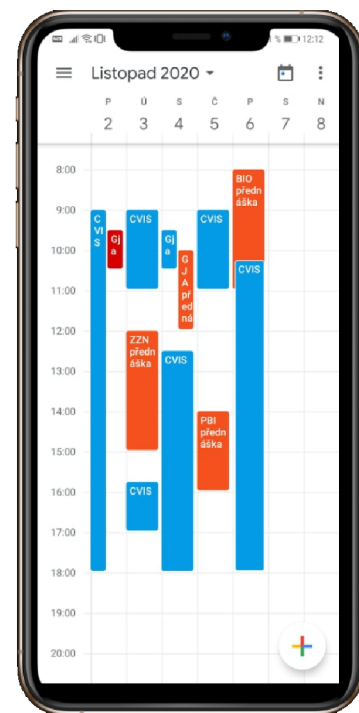 % 12:12
Listopad 2020
P Ú S Č P S N
2 3 4 5 6 7 8
8:00
BIO
předn
áška
9:00
C
VI
S
CVIS
Gj
a
CVIS
Gj
a
10:00
G
J
A
př
ed
ná
CVIS
11:00
12:00
ZZN
předn
áška
CVIS
13:00
14:00
PBI
předn
áška
15:00
16:00
CVIS
17:00
18:00
19:00
20:00